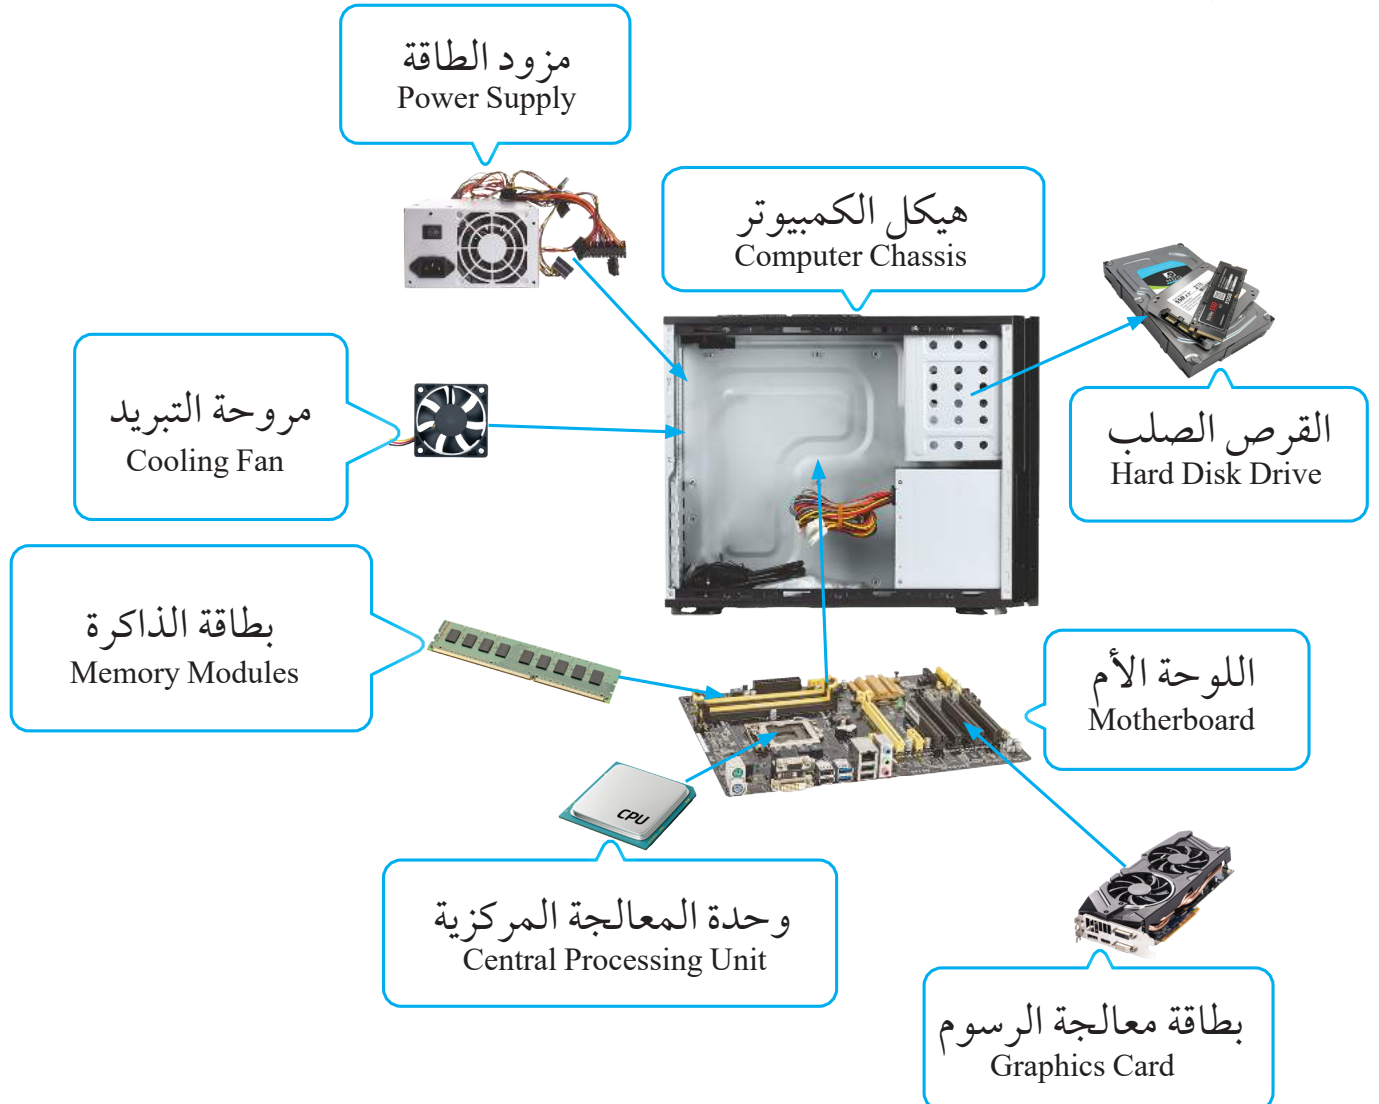 مزود الطاقة
Power Supply
هيكل الكمبيوتر
Computer Chassis
القرص الصلب
Hard Disk Drive
مروحة التبريد
Cooling Fan
بطاقة الذاكرة
Memory Modules
اللوحة الأم
Motherboard
CPU
وحدة المعالجة المركزية
Central Processing Unit
بطاقة معالجة الرسوم
Graphics Card